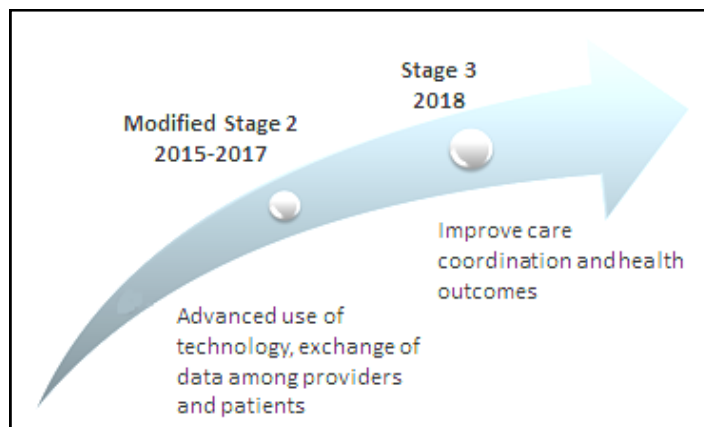 Stage 3
2018
Modified Stage 2
2015-2017
Improve care
coordination and health
outcomes
Advanced use of
technology, exchange of
data among providers
and patients